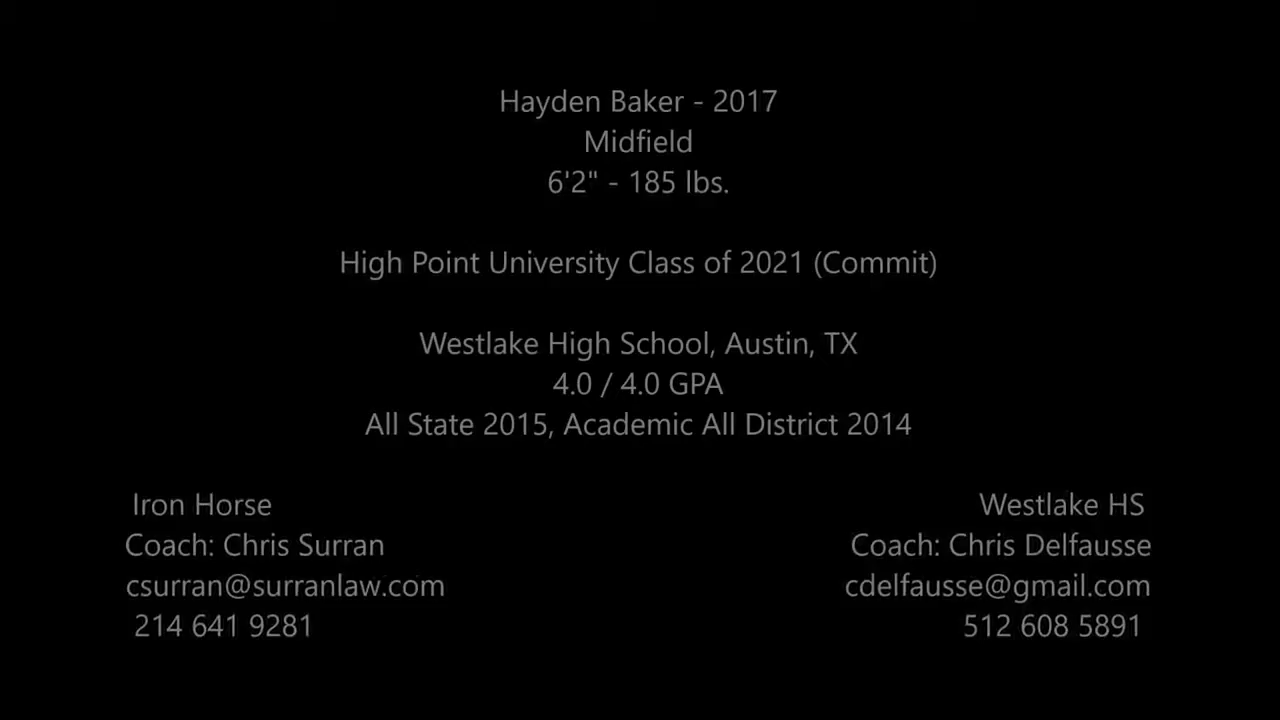 Hayden Baker - 2017
Midfield
6'2" - 185 lbs.
High Point University Class of 2021 (Commit)
Westlake High School, Austin, TX
4.0 / 4.0 GPA
All State 2015, Academic All District 2014
Iron Horse
Coach: Chris Surran
csurran@surranlaw.com
214 641 9281
Westlake HS
Coach: Chris Delfausse
cdelfausse@gmail.com
512 608 5891